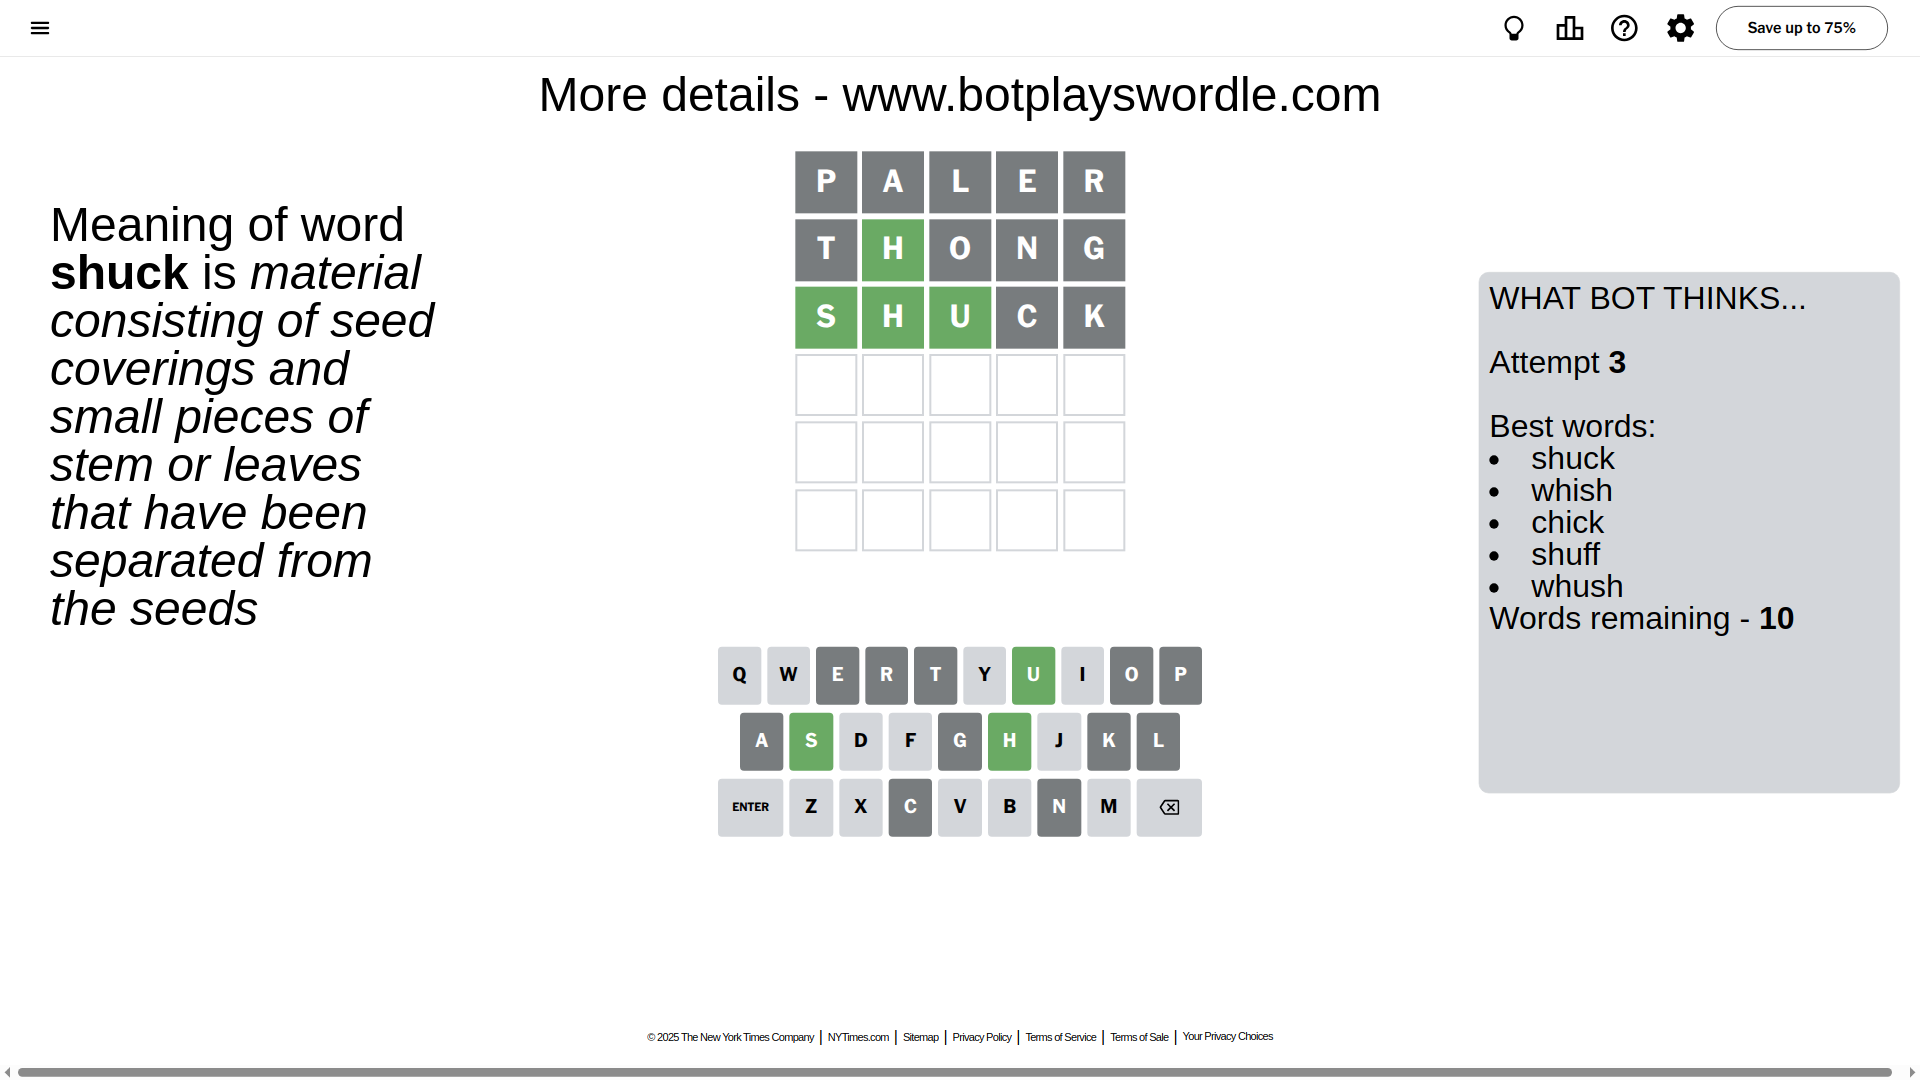 Save up to 75%
More details - www.botplayswordle.com
Meaning of word
shuck is material
consisting of seed
coverings and
small pieces of
stem or leaves
that have been
separated from
the seeds
P A L E R
T H O N G
S H U C K
WHAT BOT THINKS...
Attempt 3
Best words:
• shuck
• whish
• chick
• shuff
• whush
Words remaining - 10
Q W E R T Y U I O P
A S D F G H J K L
ENTER Z X C V B N M
© 2025 The New York Times Company | NYTimes.com | Sitemap | Privacy Policy | Terms of Service | Terms of Sale | Your Privacy Choices